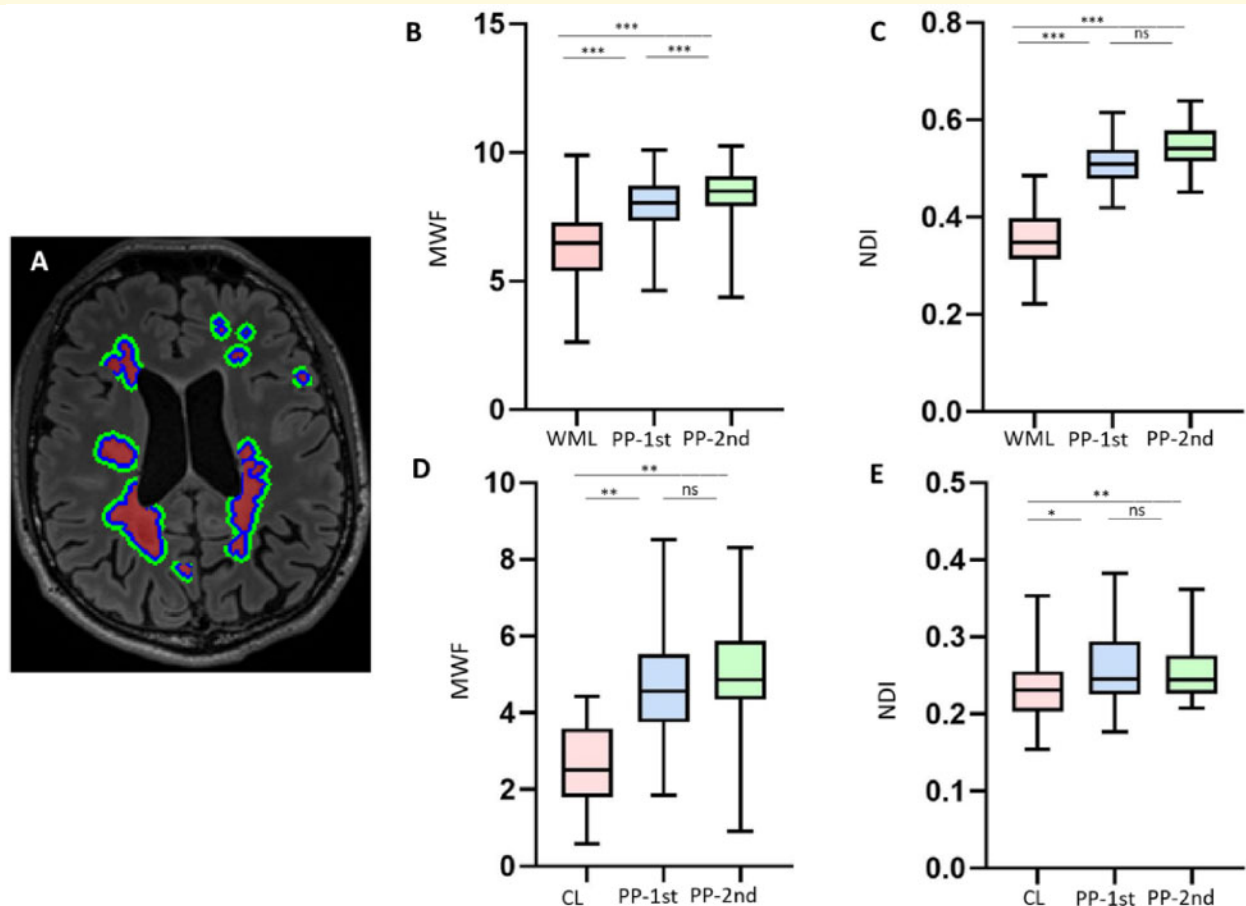 A
B
***
***
***
15
10
5
0
MWF
WML PP-1st PP-2nd
C
***
***
ns
0.8
0.6
0.4
0.2
0.0
NDI
WML PP-1st PP-2nd
D
**
**
ns
10
8
6
4
2
0
MWF
CL PP-1st PP-2nd
E
**
*
ns
0.5
0.4
0.3
0.2
0.1
0.0
NDI
CL PP-1st PP-2nd